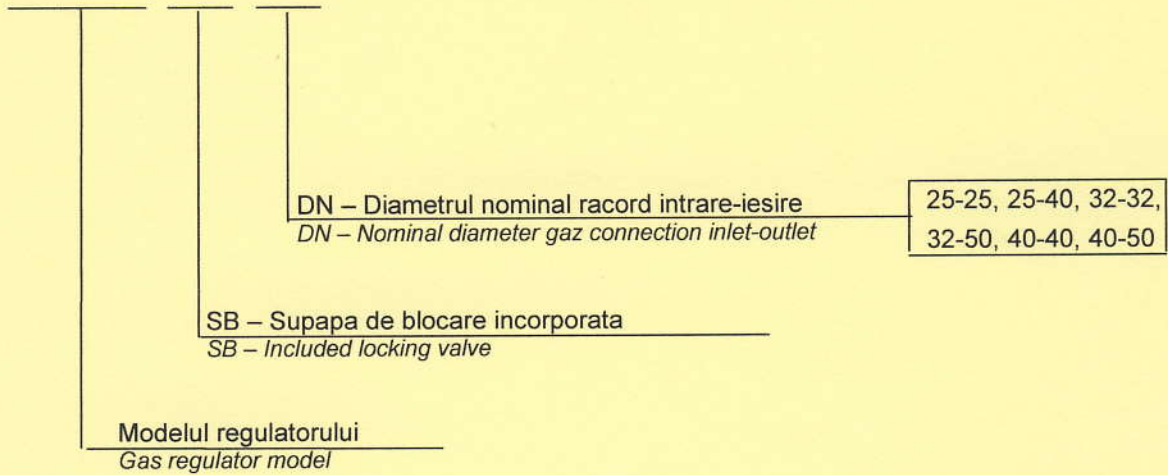 DN – Diametrul nominal racord intrare-iesire
DN – Nominal diameter gaz connection inlet-outlet
25-25, 25-40, 32-32,
32-50, 40-40, 40-50
SB – Supapa de blocare incorporata
SB – Included locking valve
Modelul regulatorului
Gas regulator model